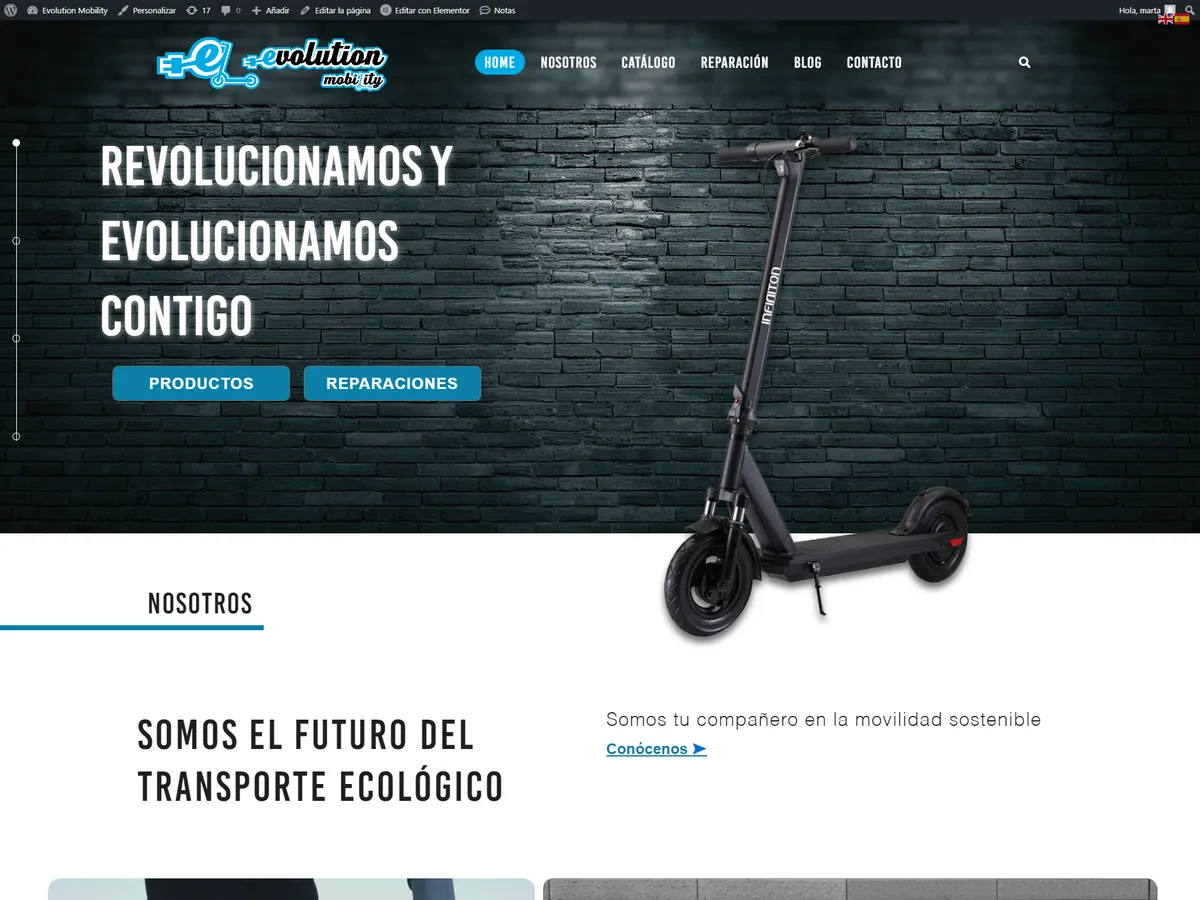 Evolution Mobility
Personalizar
17
0
Añadir
Editar la página
Editar con Elementor
Notas
Hola, marta
evolution
mobility
HOME
NOSOTROS
CATÁLOGO
REPARACIÓN
BLOG
CONTACTO
REVOLUCIONAMOS Y
EVOLUCIONAMOS
CONTIGO
PRODUCTOS
REPARACIONES
INFINITON
NOSOTROS
SOMOS EL FUTURO DEL
TRANSPORTE ECOLÓGICO
Somos tu compañero en la movilidad sostenible
Conócenos ➤